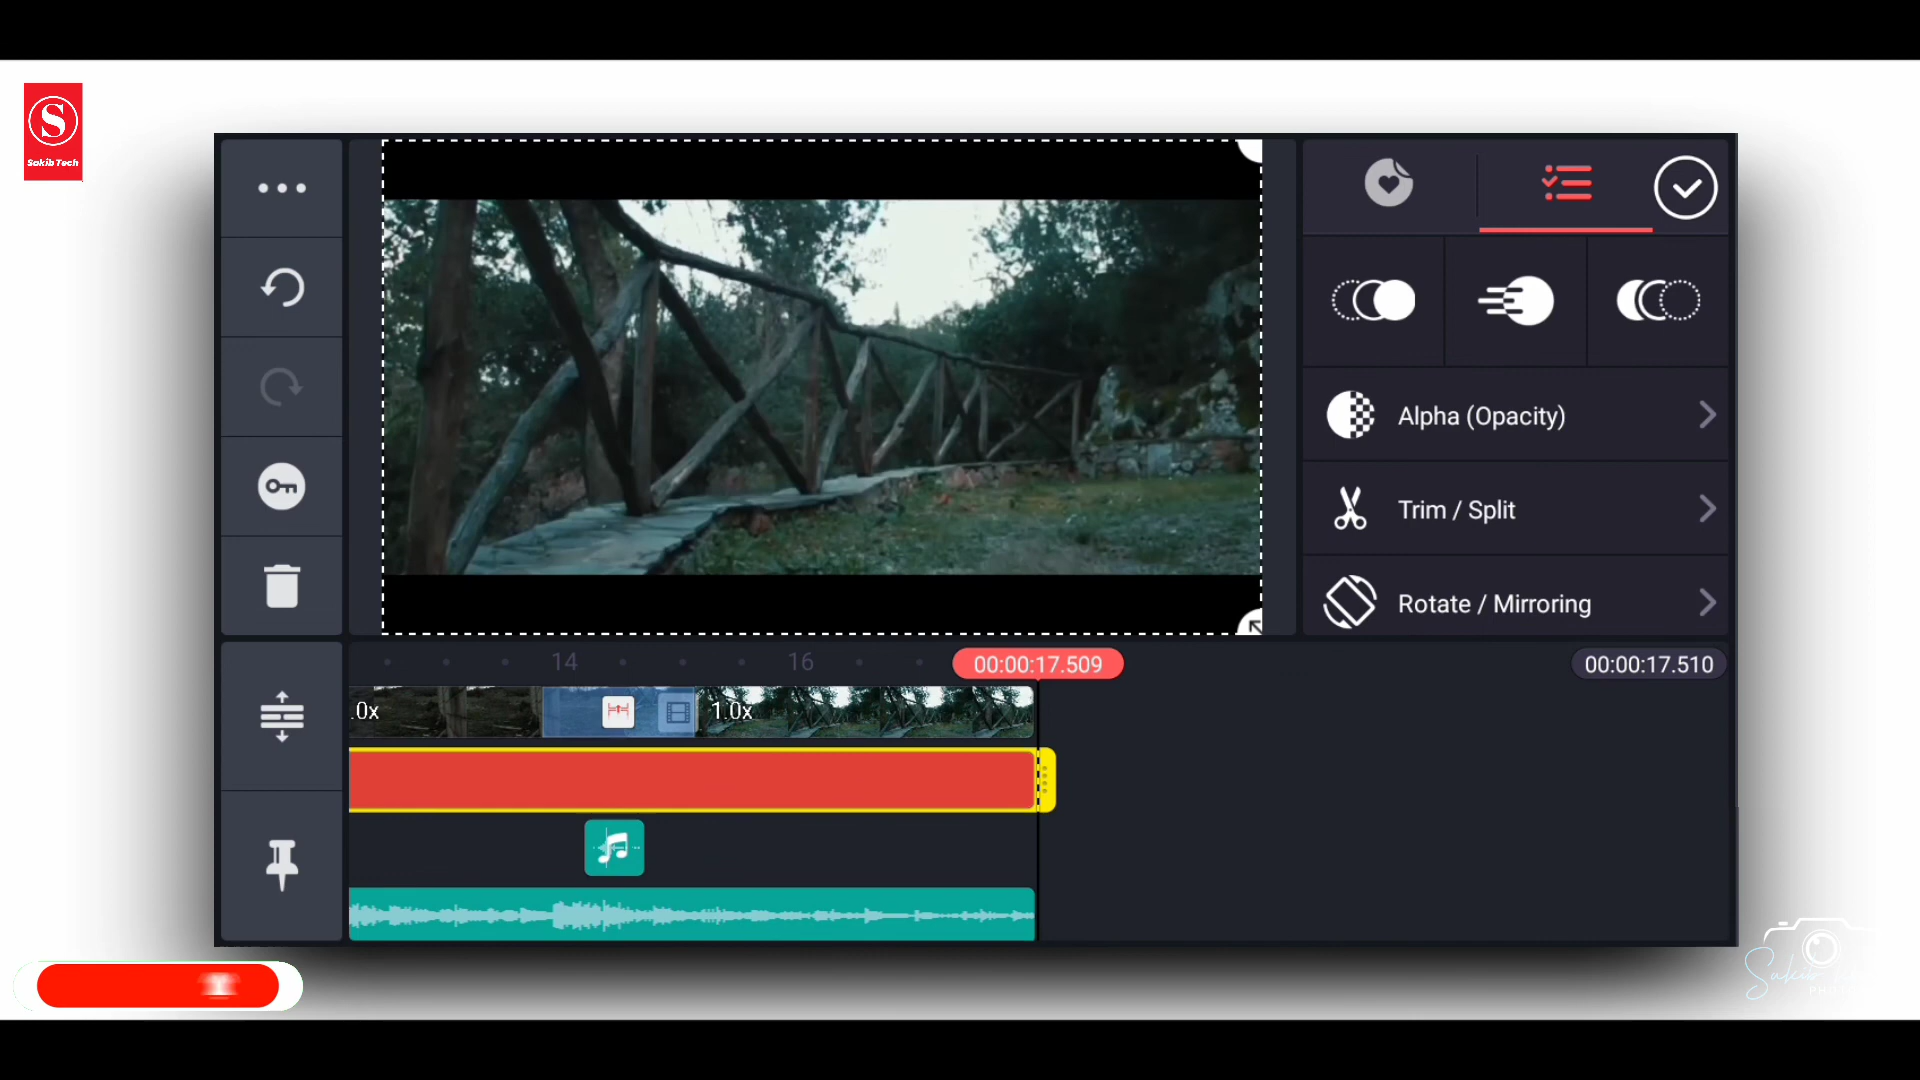 S
Sakib Tech
Alpha (Opacity)
Trim / Split
Rotate / Mirroring
14
16
00:00:17.509
00:00:17.510
.0x
1.0x